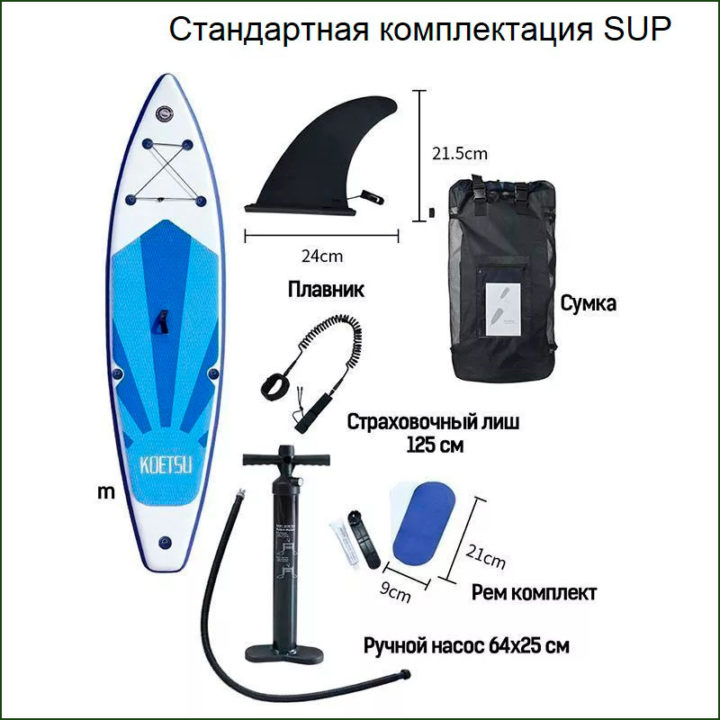 Стандартная комплектация SUP
21.5cm
24cm
Плавник
Сумка
Страховочный лиш
125 см
KOETSU
m
21cm
9cm
Рем комплект
Ручной насос 64x25 см